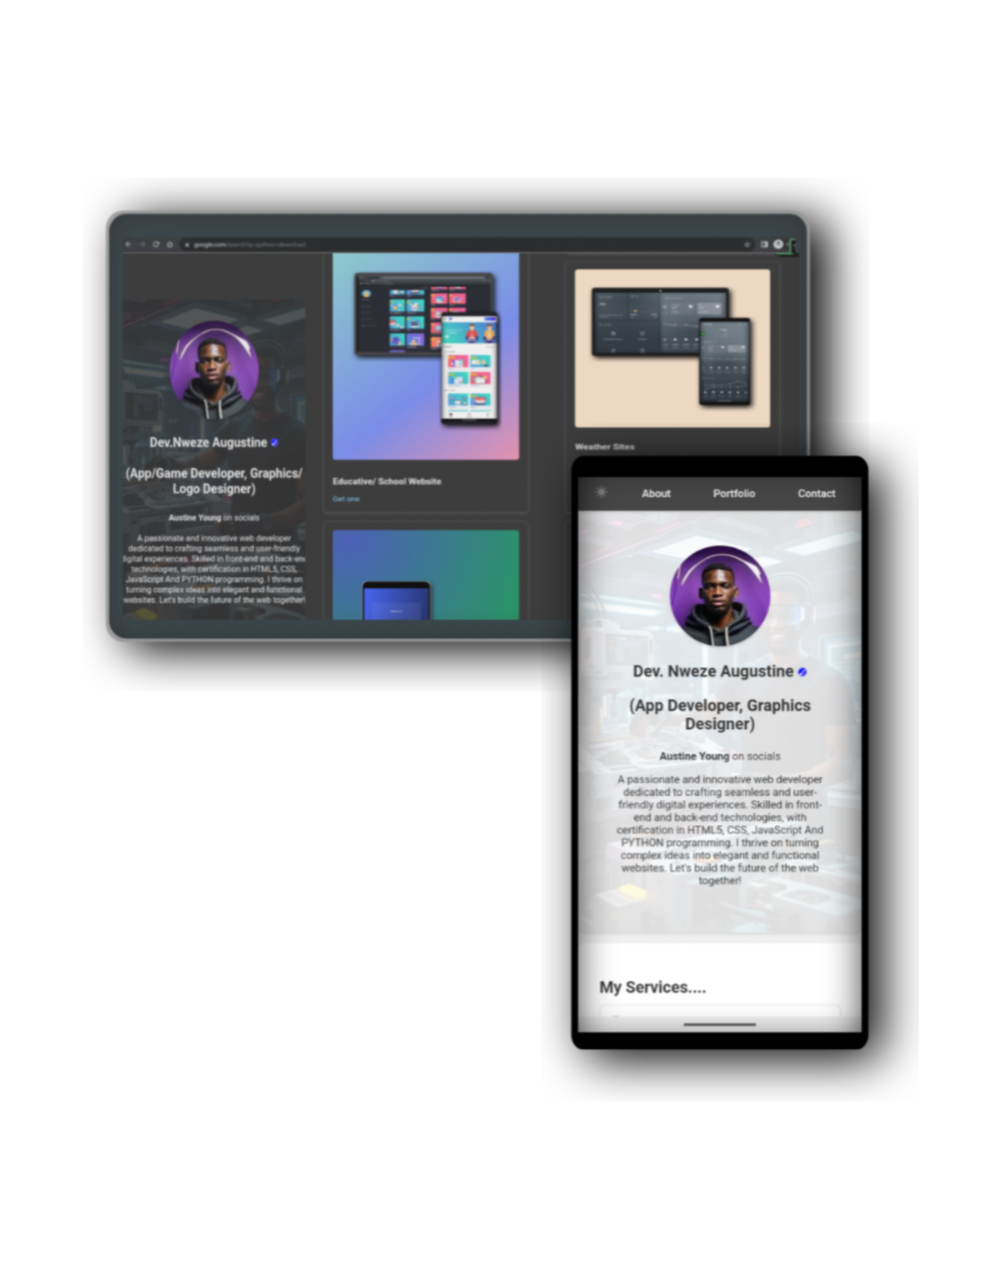 Dev.Nweze Augustine
(App/Game Developer, Graphics/
Logo Designer)
Austine Young on socials
A passionate and innovative web developer
dedicated to crafting seamless and user-friendly
digital experiences. Skilled in front-end and back-end
technologies, with certification in HTML5, CSS,
JavaScript And PYTHON programming. I thrive on
turning complex ideas into elegant and functional
websites. Let's build the future of the web together!
Educative/ School Website
Get one
Weather Sites
About Portfolio Contact
Dev. Nweze Augustine
(App Developer, Graphics
Designer)
Austine Young on socials
A passionate and innovative web developer
dedicated to crafting seamless and user-
friendly digital experiences. Skilled in front-
end and back-end technologies, with
certification in HTML5, CSS, JavaScript And
PYTHON programming. I thrive on turning
complex ideas into elegant and functional
websites. Let's build the future of the web
together!
My Services....